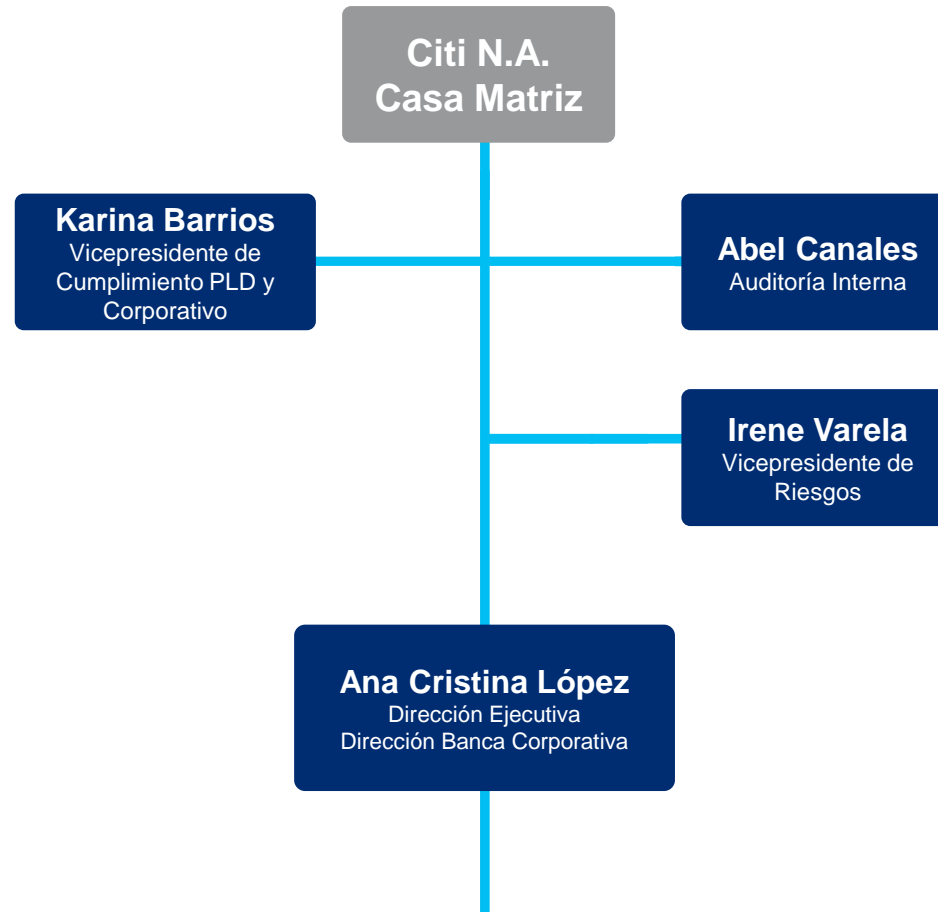 Citi N.A.
Casa Matriz
Karina Barrios
Vicepresidente de
Cumplimiento PLD y
Corporativo
Abel Canales
Auditoría Interna
Irene Varela
Vicepresidente de
Riesgos
Ana Cristina López
Dirección Ejecutiva
Dirección Banca Corporativa